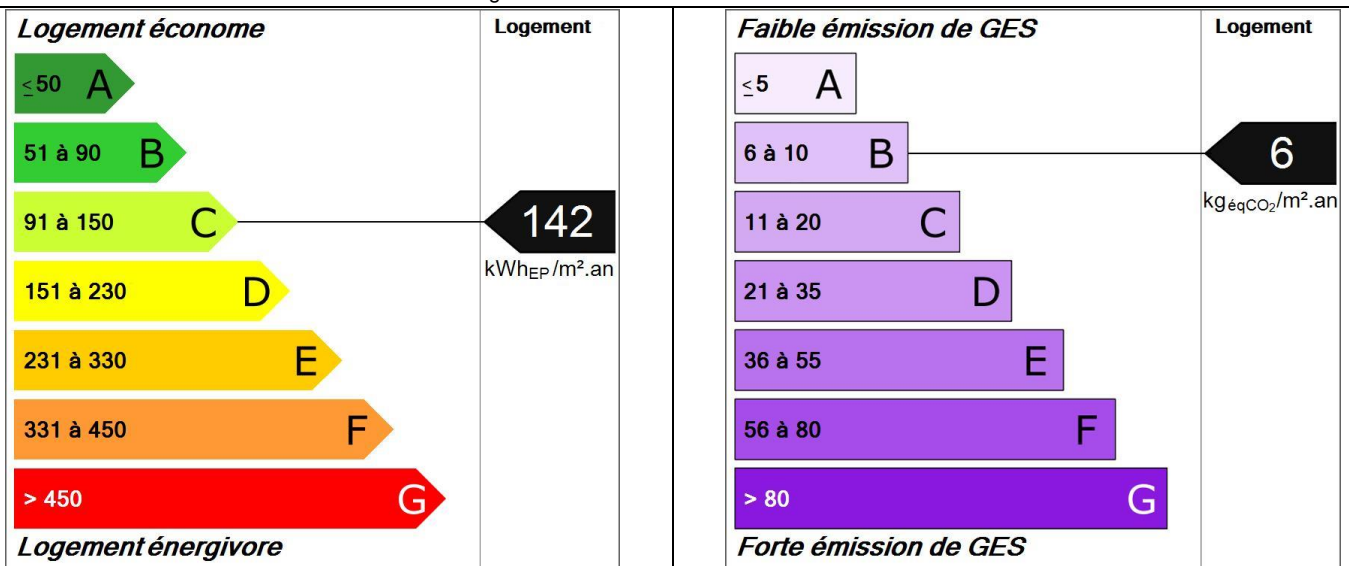 Logement économe
Logement
≤50 A
51 à 90 B
91 à 150 C
142
kWhEP/m².an
151 à 230 D
231 à 330 E
331 à 450 F
> 450 G
Logement énergivore
Faible émission de GES
Logement
≤5 A
6 à 10 B
6
kgéqCO₂/m².an
11 à 20 C
21 à 35 D
36 à 55 E
56 à 80 F
> 80 G
Forte émission de GES